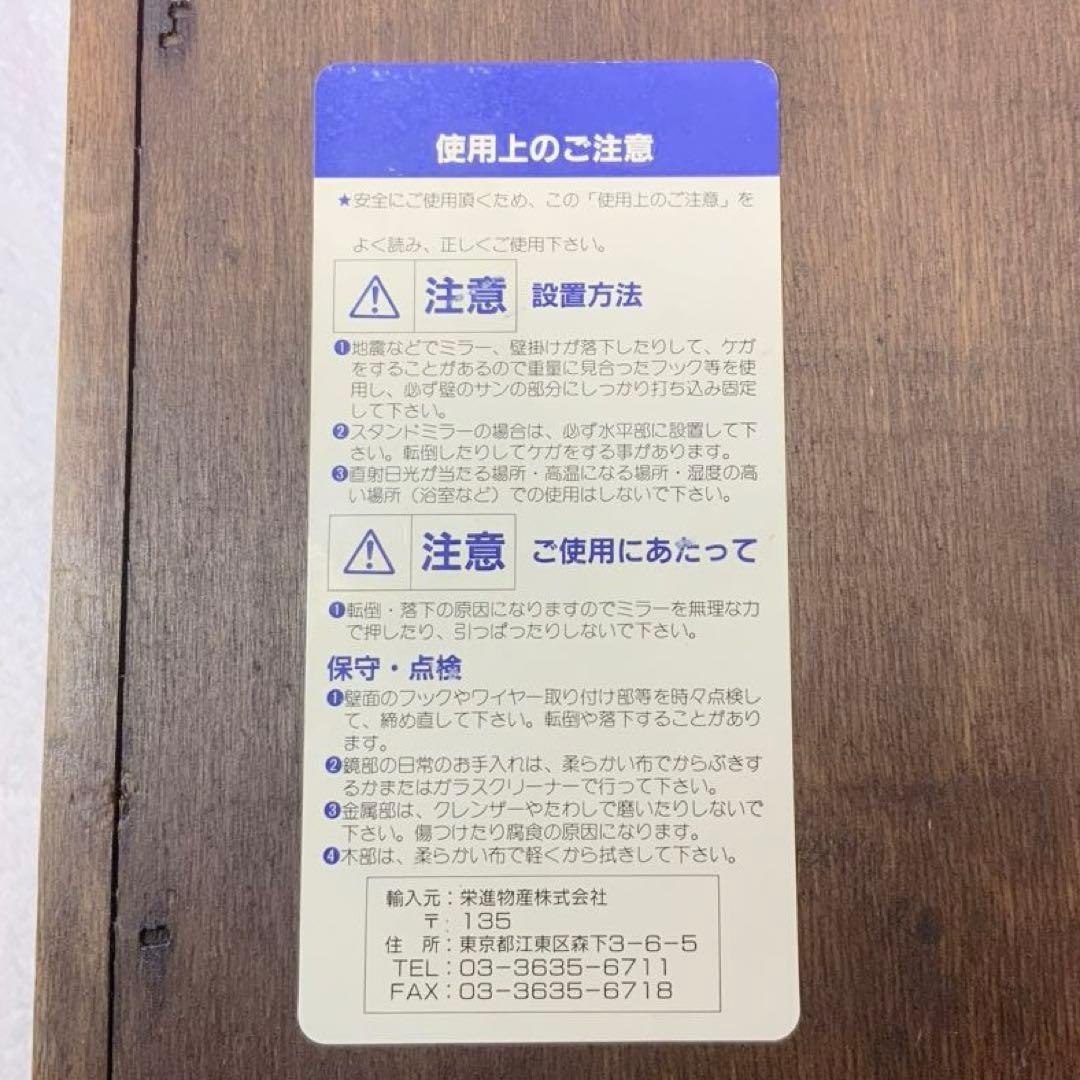 使用上のご注意
★安全にご使用頂くため、この「使用上のご注意」を
よく読み、正しくご使用下さい。
注意 設置方法
❶地震などでミラー、壁掛けが落下したりして、ケガ
をすることがあるので重量に見合ったフック等を使
用し、必ず壁のサンの部分にしっかり打ち込み固定
して下さい。
❷スタンドミラーの場合は、必ず水平部に設置して下
さい。転倒したりしてケガをする事があります。
❸直射日光が当たる場所・高温になる場所・湿度の高
い場所（浴室など）での使用はしないで下さい。
注意 ご使用にあたって
❶転倒・落下の原因になりますのでミラーを無理な力
で押したり、引っぱったりしないで下さい。
保守・点検
❶壁面のフックやワイヤー取り付け部等を時々点検し
て、締め直して下さい。転倒や落下することがあり
ます。
❷鏡部の日常のお手入れは、柔らかい布でからぶきす
るかまたはガラスクリーナーで行って下さい。
❸金属部は、クレンザーやたわしで磨いたりしないで
下さい。傷つけたり腐食の原因になります。
❹木部は、柔らかい布で軽くから拭きして下さい。
輸入元：栄進物産株式会社
〒：135
住　所：東京都江東区森下3-6-5
TEL：03-3635-6711
FAX：03-3635-6718